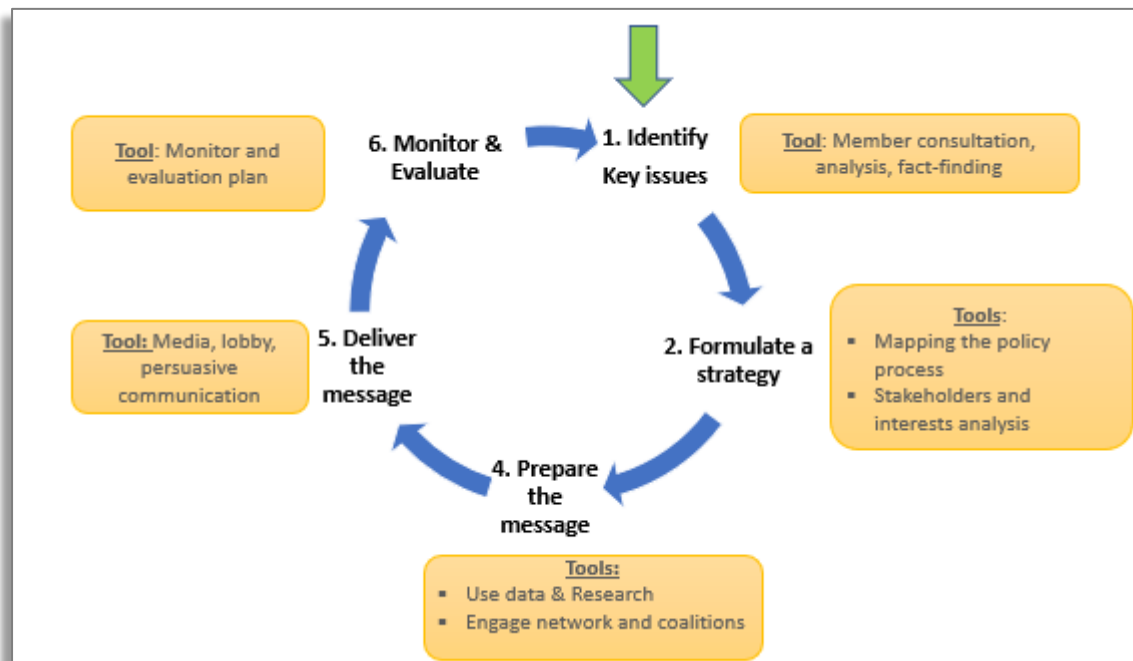 1. Identify
Key issues
Tool: Member consultation,
analysis, fact-finding
2. Formulate a
strategy
Tools:
▪ Mapping the policy
process
▪ Stakeholders and
interests analysis
4. Prepare
the
message
Tools:
▪ Use data & Research
▪ Engage network and coalitions
5. Deliver
the
message
Tool: Media, lobby,
persuasive
communication
6. Monitor &
Evaluate
Tool: Monitor and
evaluation plan